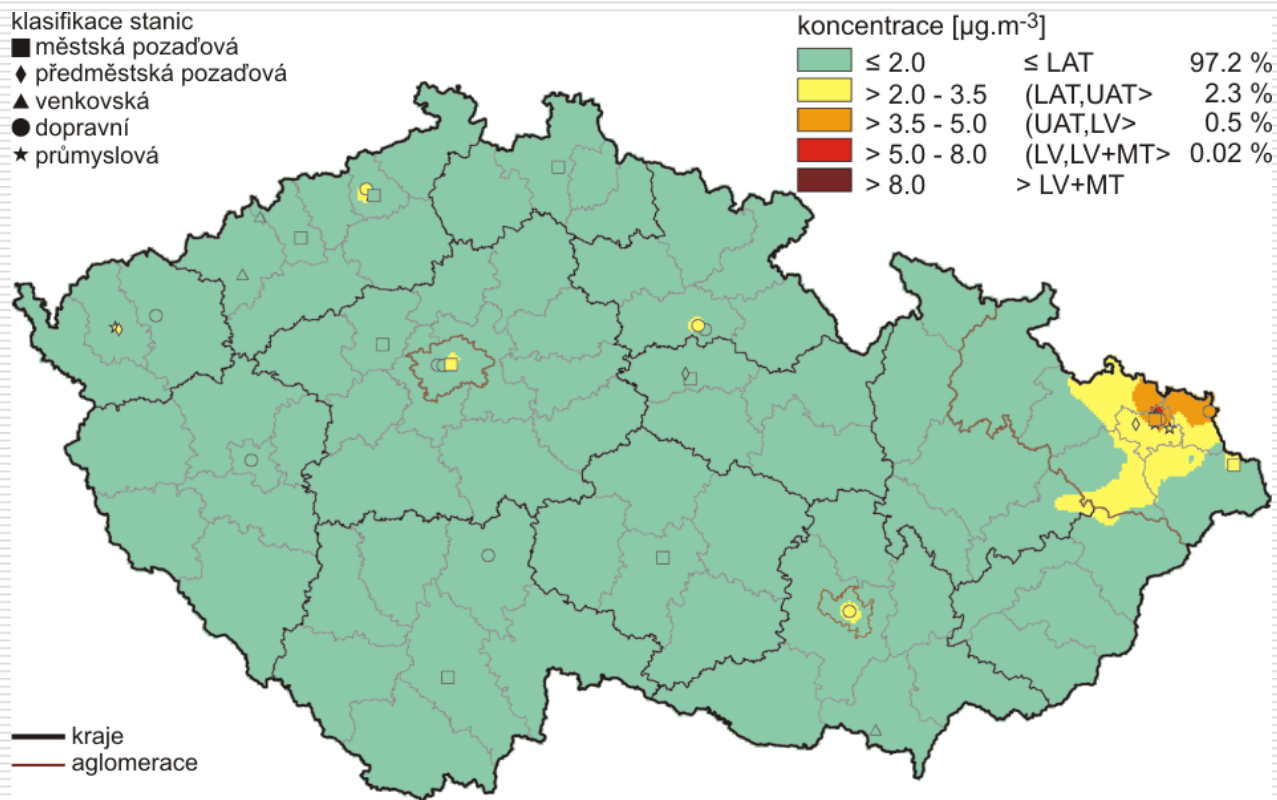 klasifikace stanic
městská pozaďová
předměstská pozaďová
venkovská
dopravní
průmyslová
koncentrace [µg.m-3]
≤ 2.0 ≤ LAT 97.2 %
> 2.0 - 3.5 (LAT,UAT> 2.3 %
> 3.5 - 5.0 (UAT,LV> 0.5 %
> 5.0 - 8.0 (LV,LV+MT> 0.02 %
> 8.0 > LV+MT
kraje
aglomerace